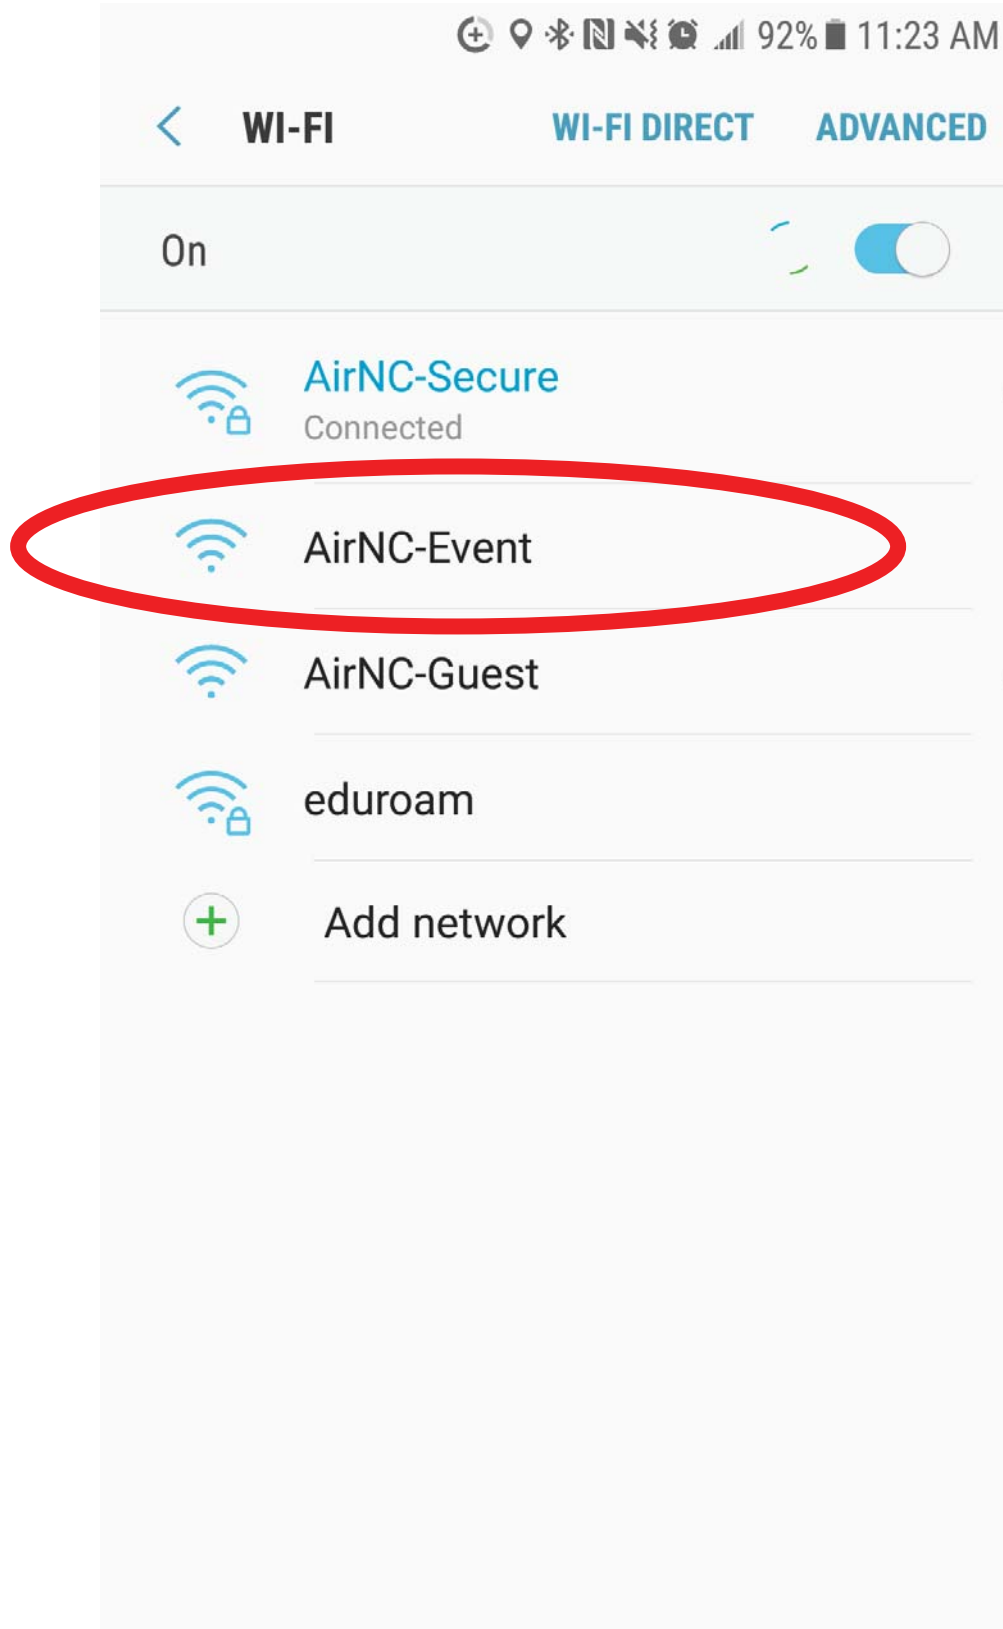 92% 11:23 AM
WI-FI WI-FI DIRECT ADVANCED
On
AirNC-Secure
Connected
AirNC-Event
AirNC-Guest
eduroam
Add network